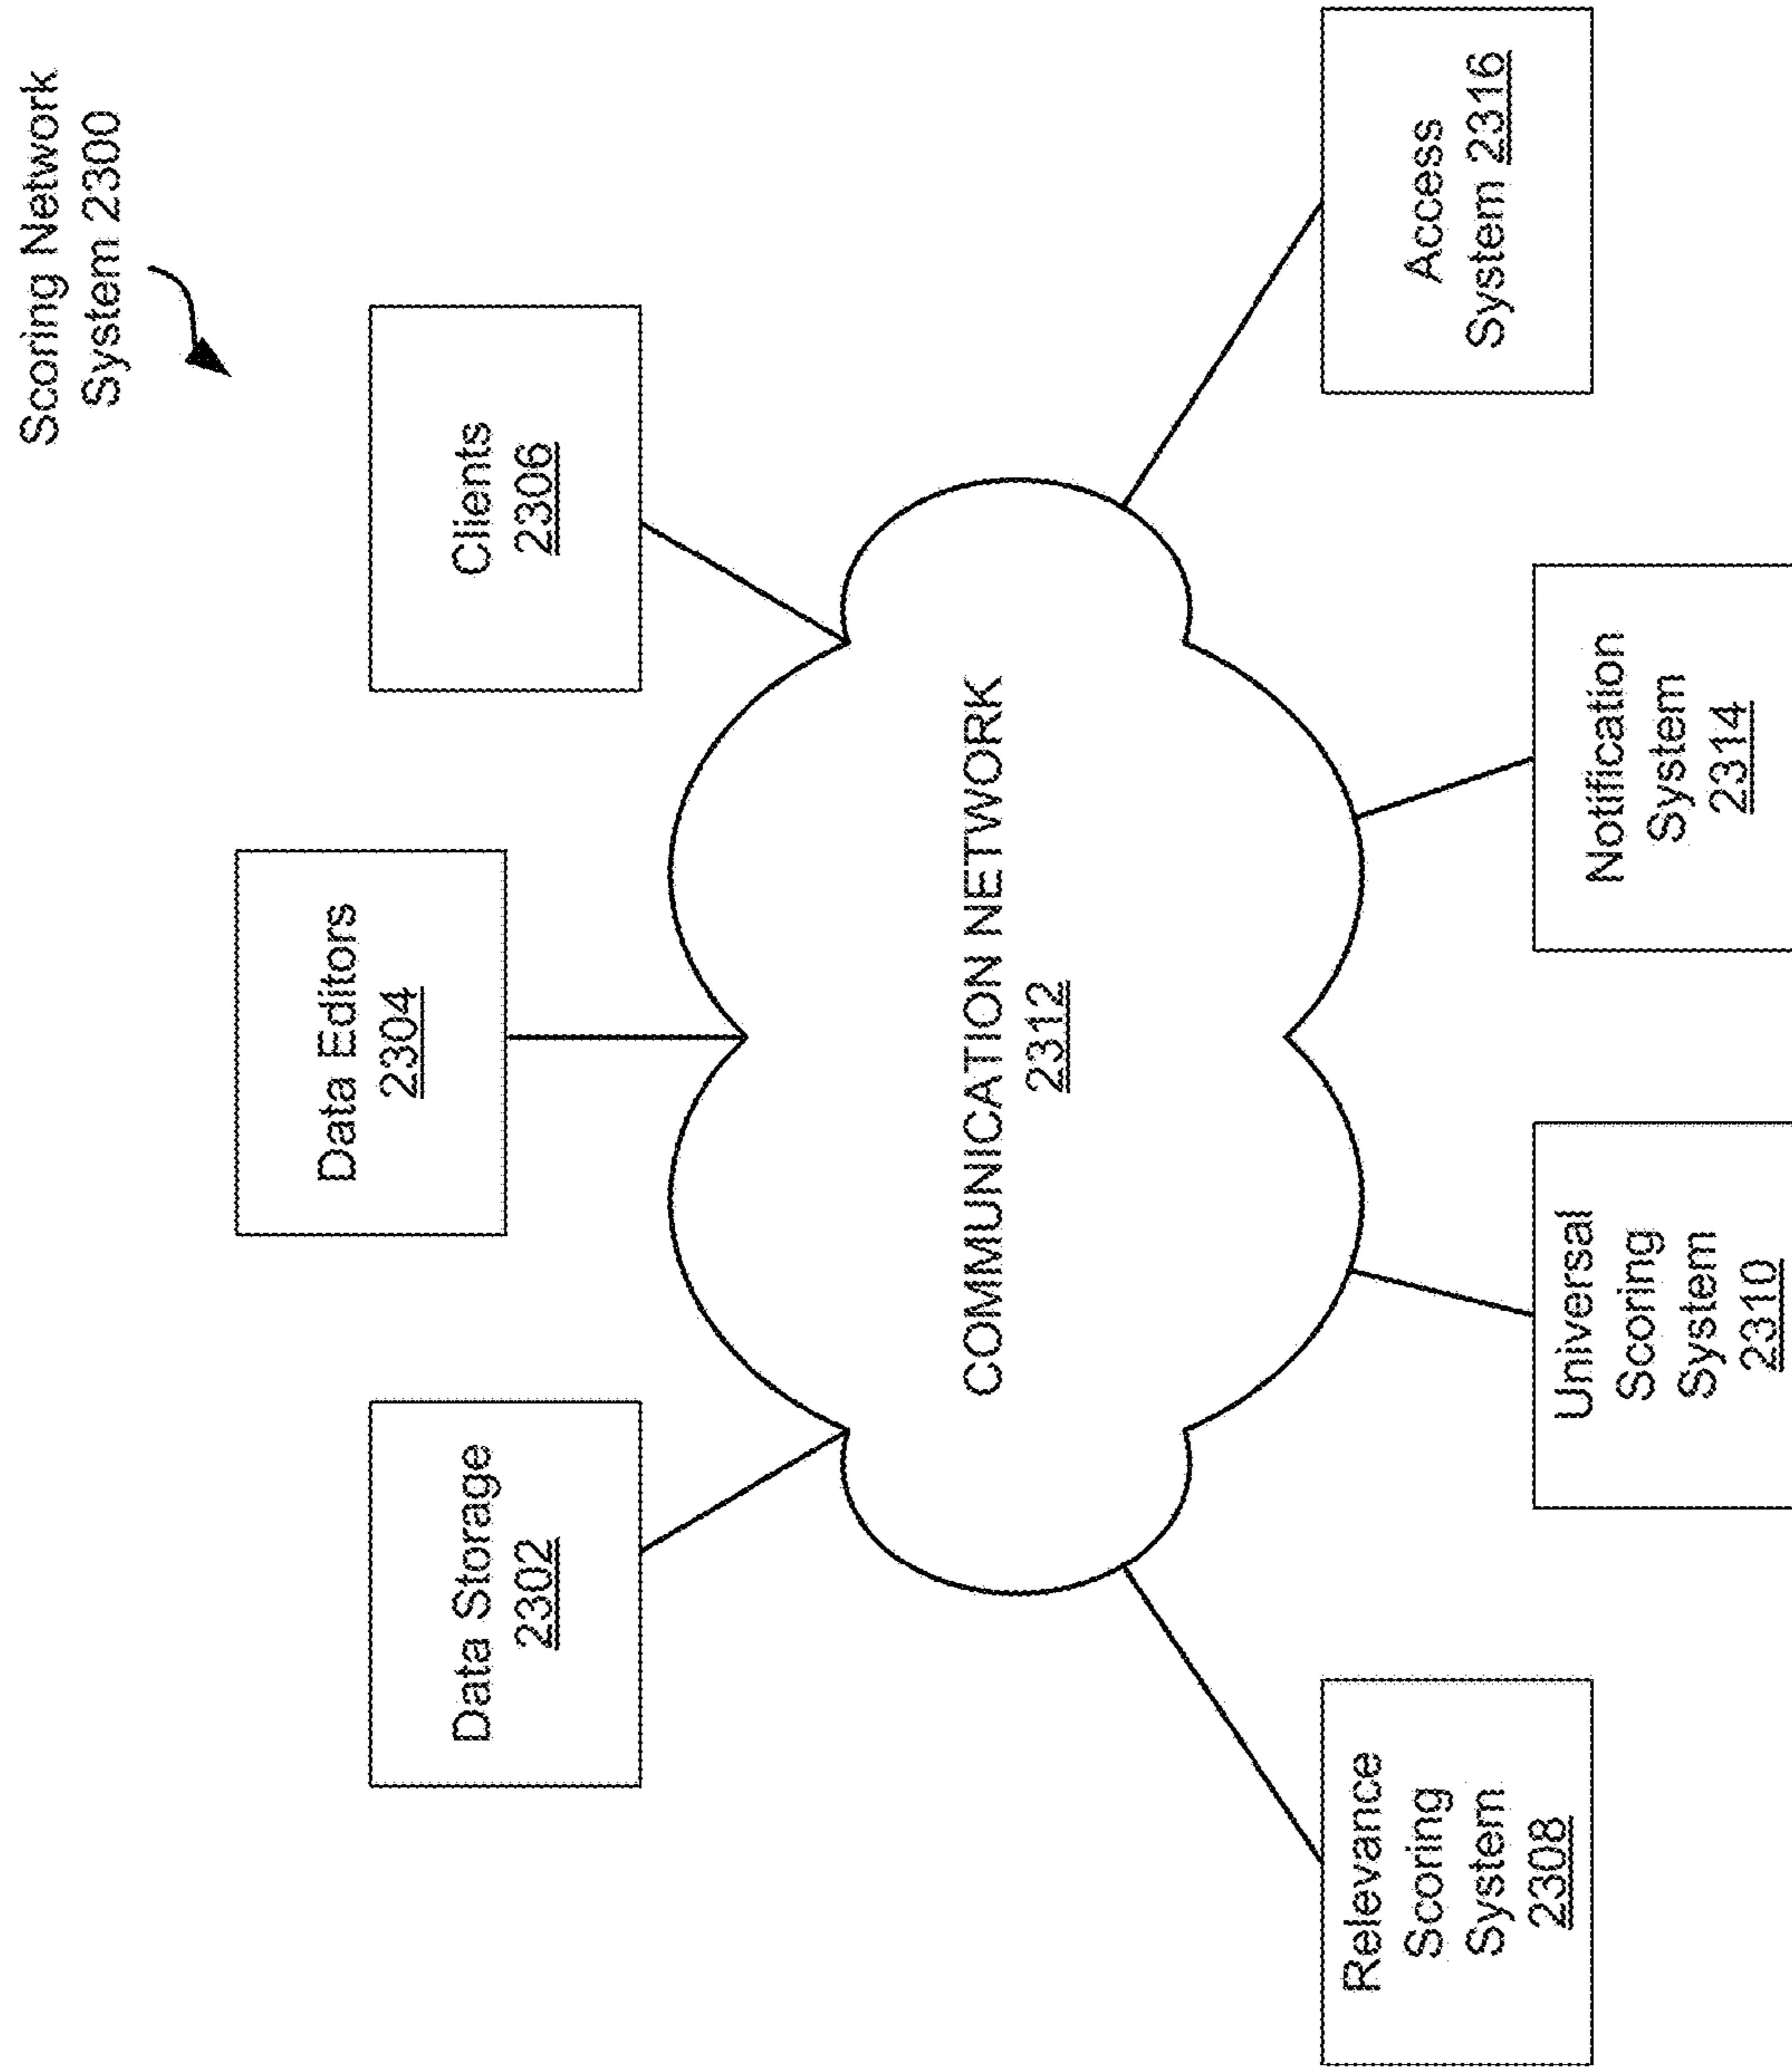 Scoring Network
System 2300
Data Storage
2302
Data Editors
2304
Clients
2306
COMMUNICATION NETWORK
2312
Relevance
Scoring
System
2308
Universal
Scoring
System
2310
Notification
System
2314
Access
System 2316